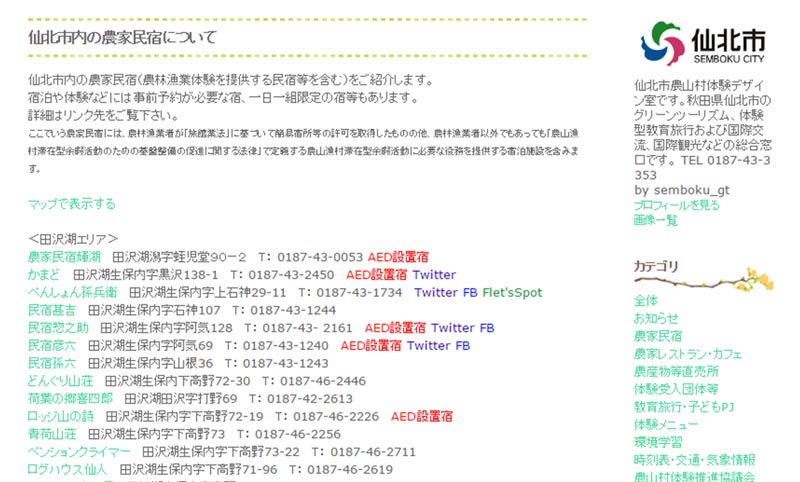 仙北市内の農家民宿について
仙北市内の農家民宿(農林漁業体験を提供する民宿等を含む)をご紹介します。
宿泊や体験などには事前予約が必要な宿、一日一組限定の宿等もあります。
詳細はリンク先をご覧下さい。
ここでいう農家民宿には、農林漁業者が「旅館業法」に基づいて簡易宿所等の許可を取得したものの他、農林漁業者以外でもあっても「農山漁
村滞在型余暇活動のための基盤整備の促進に関する法律」で定義する農山漁村滞在型余暇活動に必要な役務を提供する宿泊施設を含みま
す。
マップで表示する
<田沢湖エリア>
農家民宿輝湖 田沢湖潟字蛭児堂90-2 T: 0187-43-0053 AED設置宿
かまど 田沢湖生保内字黒沢138-1 T: 0187-43-2450 AED設置宿 Twitter
べんしょん孫兵衛 田沢湖生保内字上石神29-11 T: 0187-43-1734 Twitter FB Flet'sSpot
民宿甚吉 田沢湖生保内字石神107 T: 0187-43-1244
民宿惣之助 田沢湖生保内字阿気128 T: 0187-43- 2161 AED設置宿 Twitter FB
民宿彦六 田沢湖生保内字阿気69 T: 0187-43-1240 AED設置宿 Twitter FB
民宿孫六 田沢湖生保内字山根36 T: 0187-43-1243
どんぐり山荘 田沢湖生保内下高野72-30 T: 0187-46-2446
荷葉の郷喜四郎 田沢湖田沢字打野69 T: 0187-42-2613
ロッジ山の詩 田沢湖生保内字下高野72-19 T: 0187-46-2226 AED設置宿
青荷山荘 田沢湖生保内字下高野73 T: 0187-46-2256
ペンションクライマー 田沢湖生保内字下高野73-22 T: 0187-46-2711
ログハウス仙人 田沢湖生保内字下高野71-96 T: 0187-46-2619
仙北市
SEMBOKU CITY
仙北市農山村体験デザイ
ン室です。秋田県仙北市の
グリーンツーリズム、体験
型教育旅行および国際交
流、国際観光などの総合窓
口です。 TEL 0187-43-3
353
by semboku_gt
プロフィールを見る
画像一覧
カテゴリ
全体
お知らせ
農家民宿
農家レストラン・カフェ
農産物等直売所
体験受入団体等
教育旅行・子どもPJ
体験メニュー
環境学習
時刻表・交通・気象情報
農山村体験推進協議会